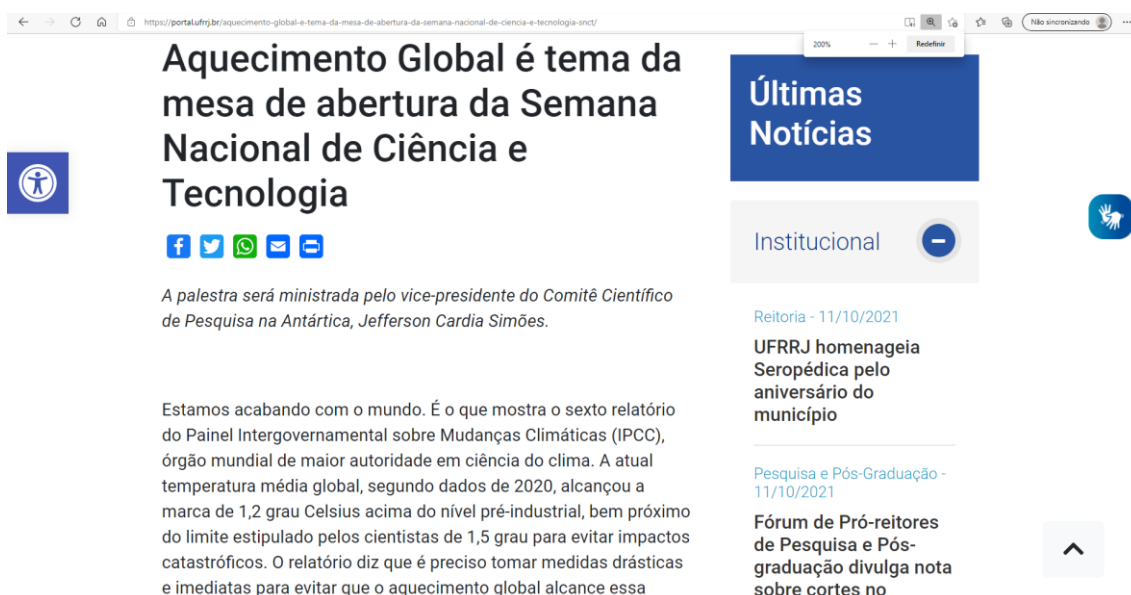 https://portalufrrj.br/aquecimento-global-e-tema-da-mesa-de-abertura-da-semana-nacional-de-ciencia-e-tecnologia-snct/
Não sincronizando
200%
Redefinir
Aquecimento Global é tema da
mesa de abertura da Semana
Nacional de Ciência e
Tecnologia
A palestra será ministrada pelo vice-presidente do Comitê Científico
de Pesquisa na Antártica, Jefferson Cardia Simões.
Estamos acabando com o mundo. É o que mostra o sexto relatório
do Painel Intergovernamental sobre Mudanças Climáticas (IPCC),
órgão mundial de maior autoridade em ciência do clima. A atual
temperatura média global, segundo dados de 2020, alcançou a
marca de 1,2 grau Celsius acima do nível pré-industrial, bem próximo
do limite estipulado pelos cientistas de 1,5 grau para evitar impactos
catastróficos. O relatório diz que é preciso tomar medidas drásticas
e imediatas para evitar que o aquecimento global alcance essa
Últimas
Notícias
Institucional
Reitoria - 11/10/2021
UFRRJ homenageia
Seropédica pelo
aniversário do
município
Pesquisa e Pós-Graduação -
11/10/2021
Fórum de Pró-reitores
de Pesquisa e Pós-
graduação divulga nota
sobre cortes no